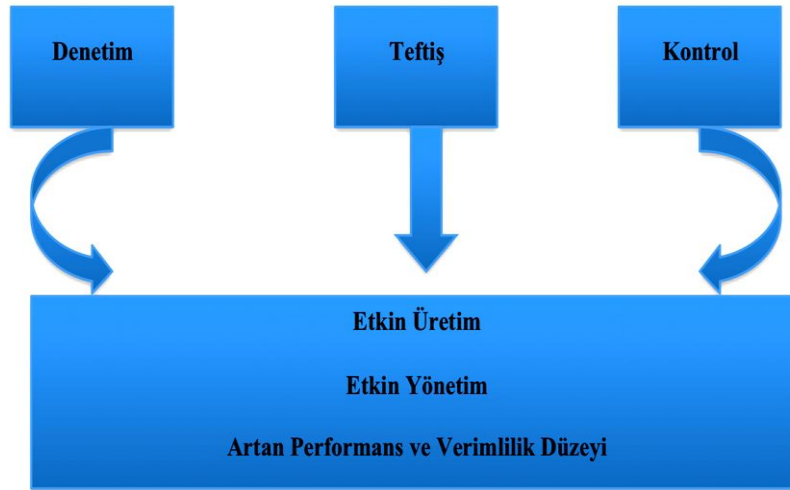 Denetim
Teftiş
Kontrol
Etkin Üretim
Etkin Yönetim
Artan Performans ve Verimlilik Düzeyi